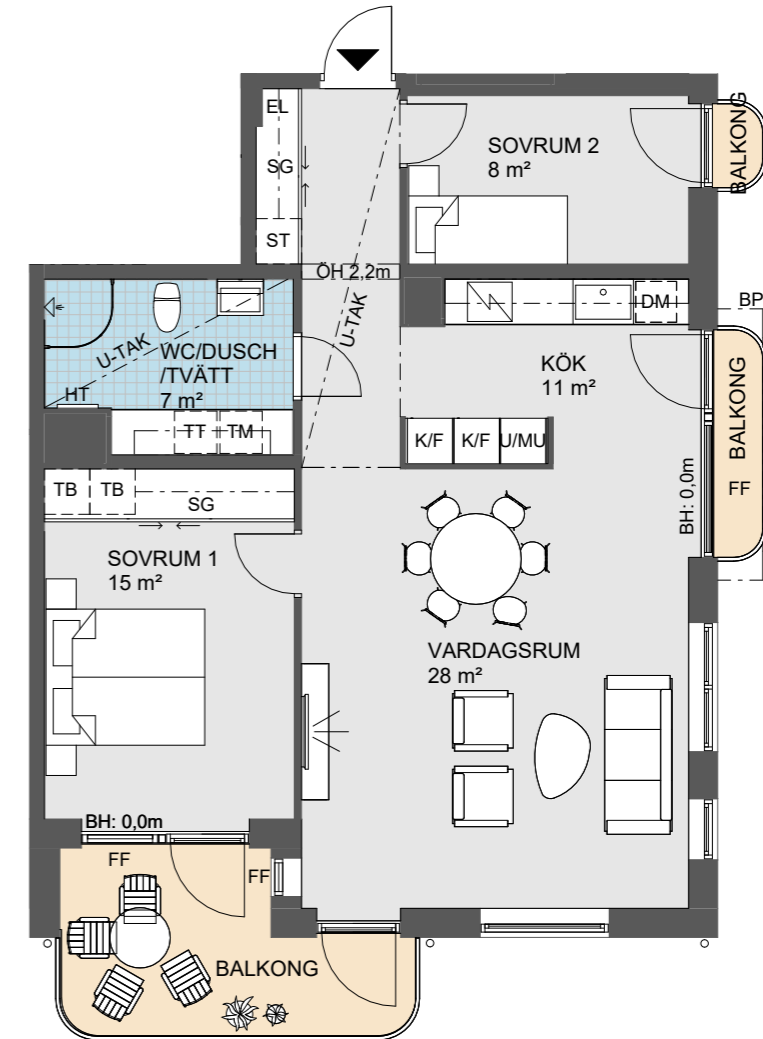 EL
SG
ST
SOVRUM 2
8 m²
BALKONG
ÖH 2,2m
U-TAK
U-TAK
WC/DUSCH
/TVÄTT
7 m²
HT
TT
TM
DM
BP
KÖK
11 m²
BALKONG
FF
BH: 0,0m
K/F
K/F
U/MU
TB
TB
SG
SOVRUM 1
15 m²
VARDAGSRUM
28 m²
BH: 0,0m
FF
FF
BALKONG